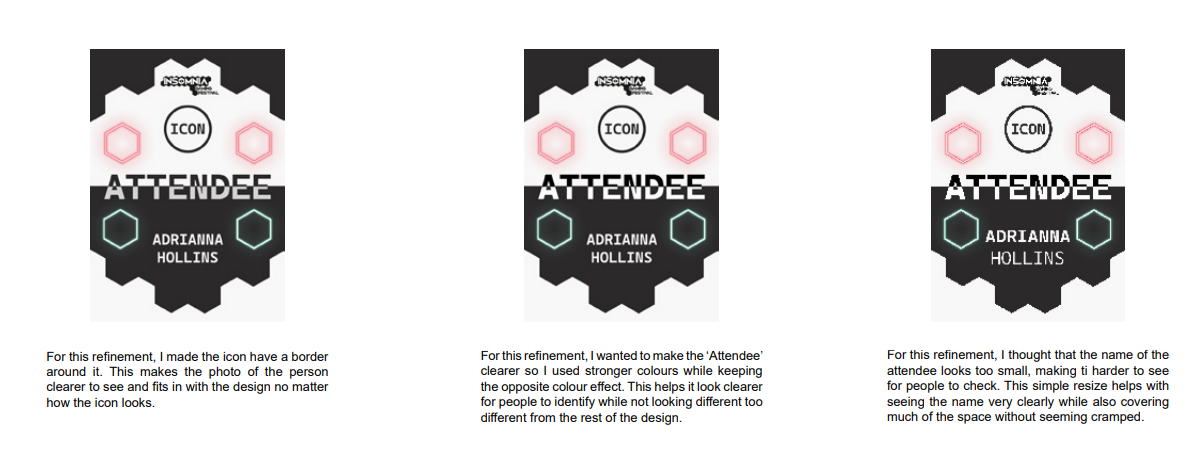 INSOMNIA
GAMING
FESTIVAL
ICON
ATTENDEE
ADRIANNA
HOLLINS
For this refinement, I made the icon have a border
around it. This makes the photo of the person
clearer to see and fits in with the design no matter
how the icon looks.
INSOMNIA
GAMING
FESTIVAL
ICON
ATTENDEE
ADRIANNA
HOLLINS
For this refinement, I wanted to make the ‘Attendee’
clearer so I used stronger colours while keeping
the opposite colour effect. This helps it look clearer
for people to identify while not looking different too
different from the rest of the design.
INSOMNIA
ICON
ATTENDEE
ADRIANNA
HOLLINS
For this refinement, I thought that the name of the
attendee looks too small, making ti harder to see
for people to check. This simple resize helps with
seeing the name very clearly while also covering
much of the space without seeming cramped.